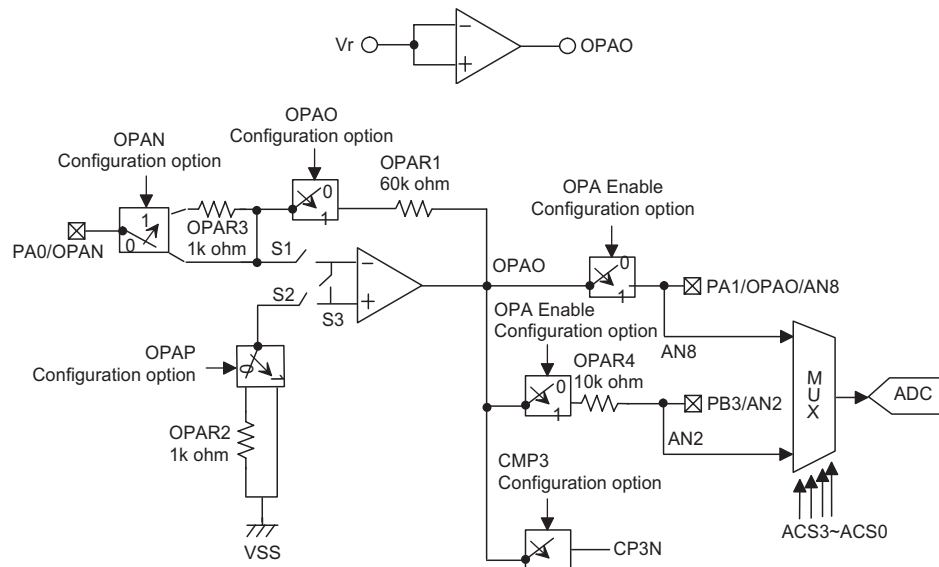 Vr
−
+
OPAO
OPAO
Configuration option
OPAN
Configuration option
OPAR1
60k ohm
OPA Enable
Configuration option
0
1
1
0
OPAR3
1k ohm
PA0/OPAN
S1
−
+
S2
S3
OPAO
0
1
PA1/OPAO/AN8
OPA Enable
Configuration option
AN8
OPAP
Configuration option
0
1
OPAR4
10k ohm
0
1
PB3/AN2
AN2
MUX
ADC
OPAR2
1k ohm
CMP3
Configuration option
VSS
CP3N
ACS3~ACS0